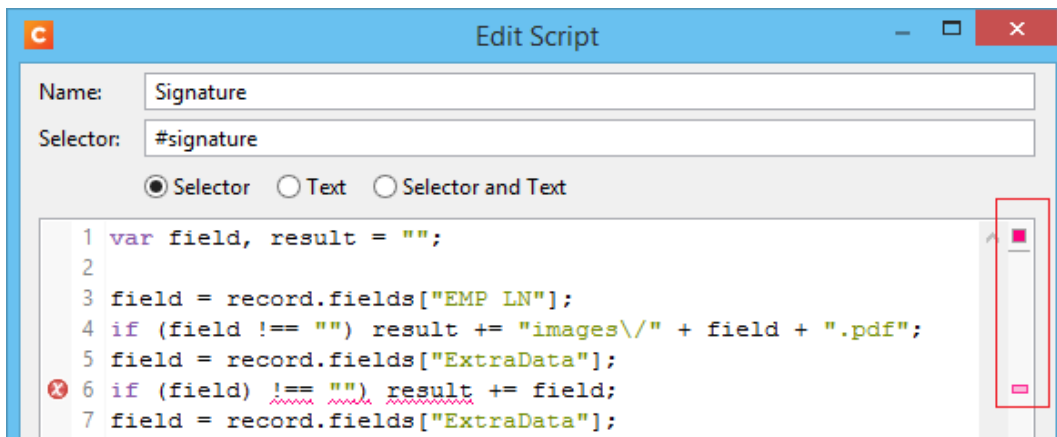 C Edit Script
Name: Signature
Selector: #signature
Selector Text Selector and Text
1 var field, result = "";
2
3 field = record.fields["EMP LN"];
4 if (field !== "") result += "images\/" + field + ".pdf";
5 field = record.fields["ExtraData"];
6 if (field) !== "") result += field;
7 field = record.fields["ExtraData"];